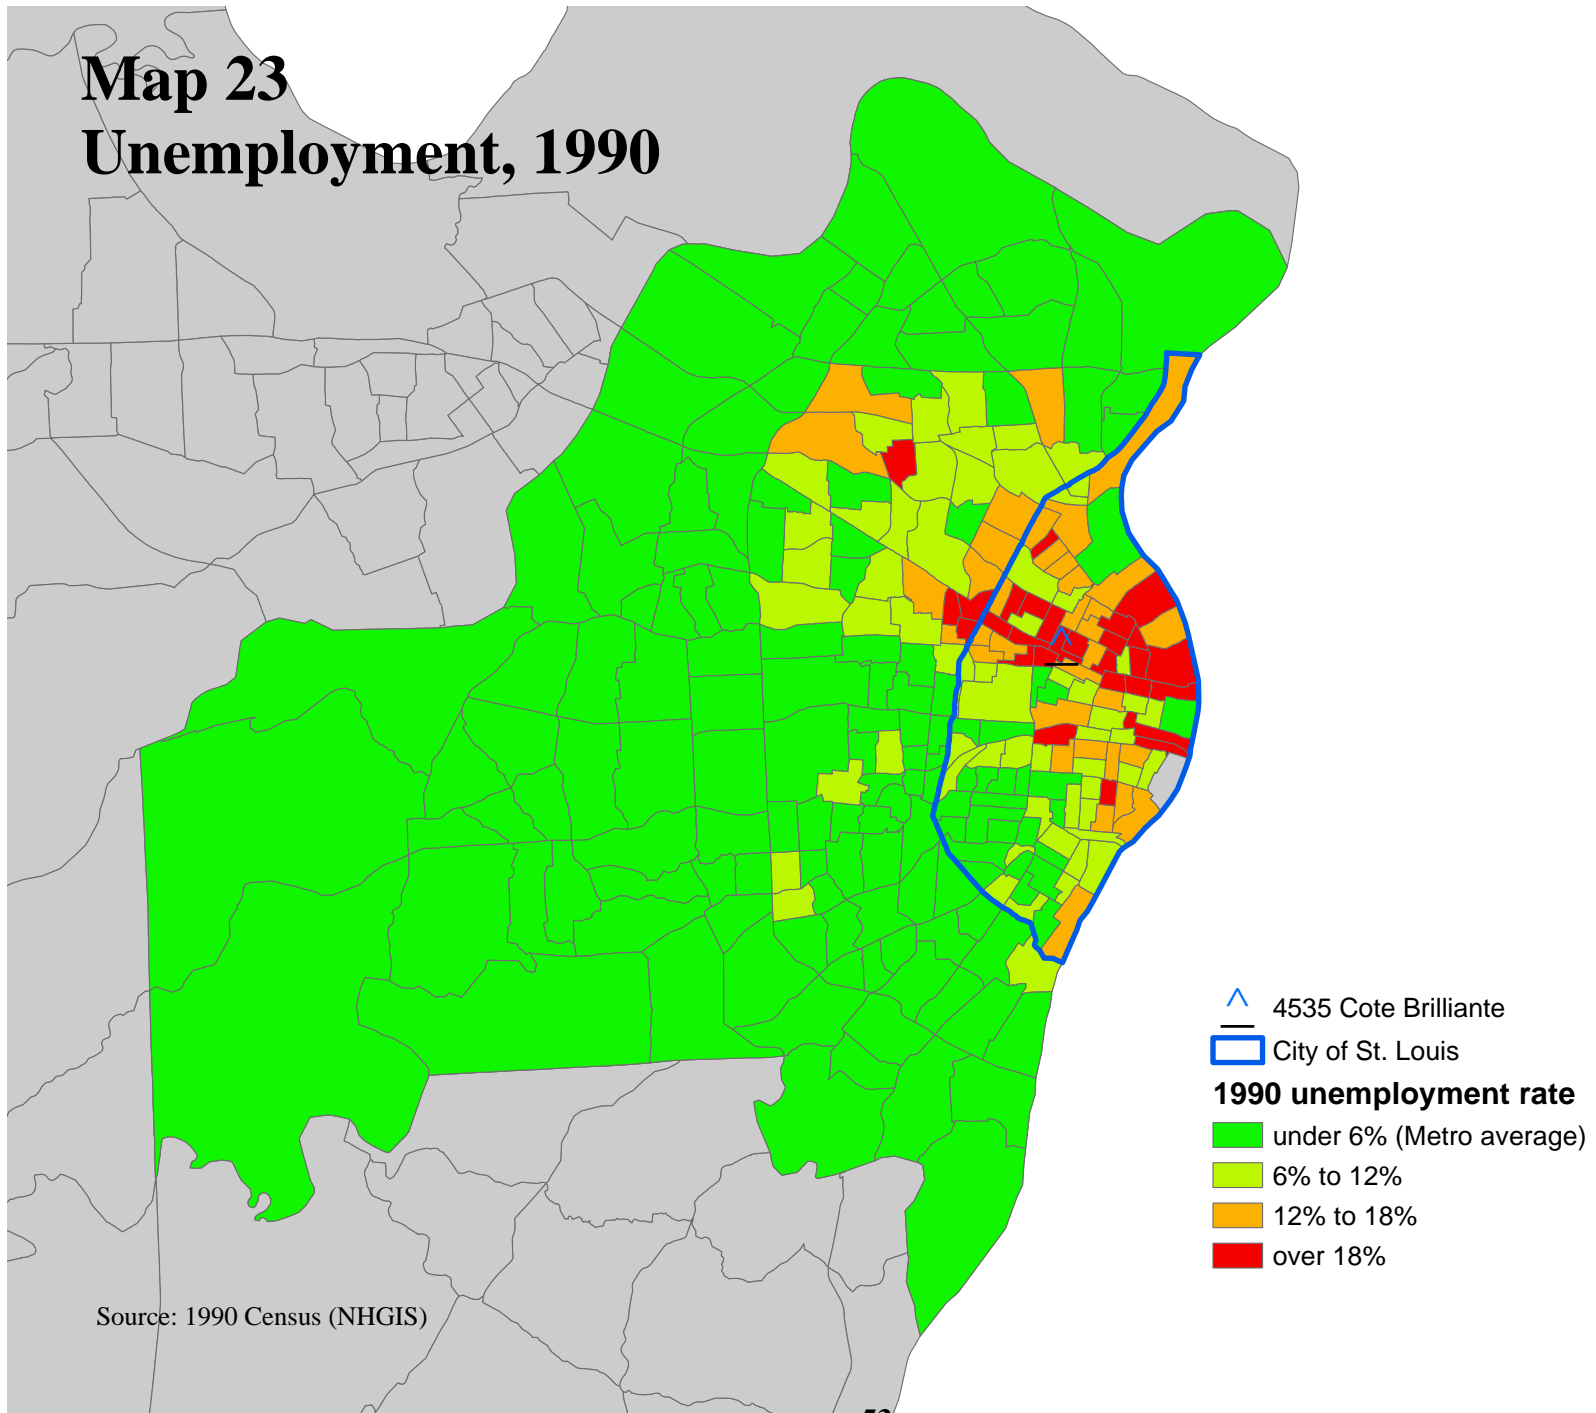 Map 23
Unemployment, 1990
4535 Cote Brilliante
City of St. Louis
1990 unemployment rate
under 6% (Metro average)
6% to 12%
12% to 18%
over 18%
Source: 1990 Census (NHGIS)